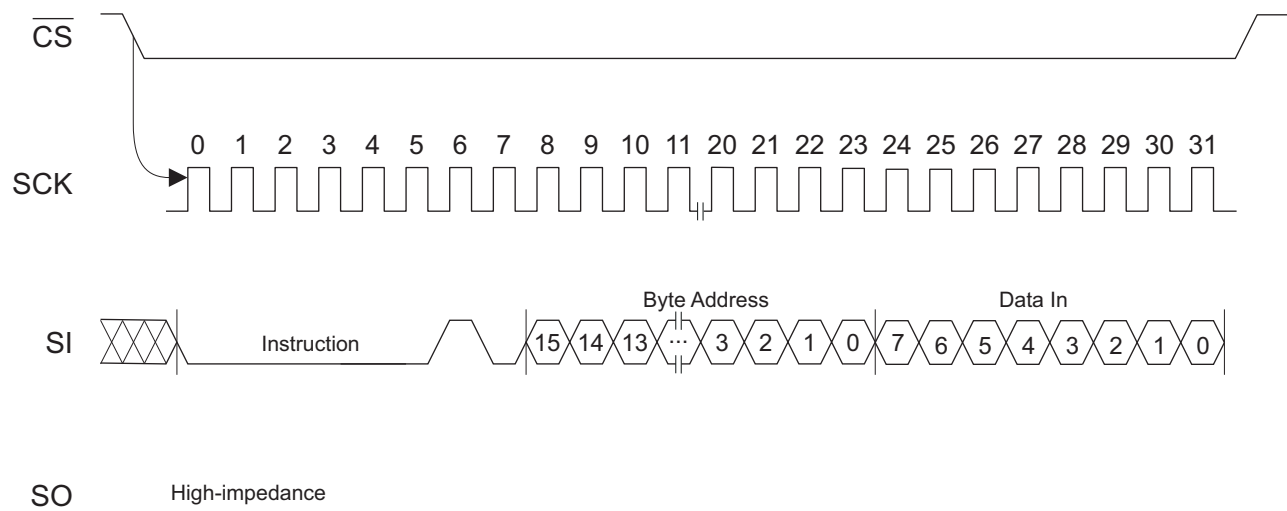 CS
0 1 2 3 4 5 6 7 8 9 10 11 20 21 22 23 24 25 26 27 28 29 30 31
SCK
Byte Address Data In
SI Instruction 15 14 13 ... 3 2 1 0 7 6 5 4 3 2 1 0
SO High-impedance